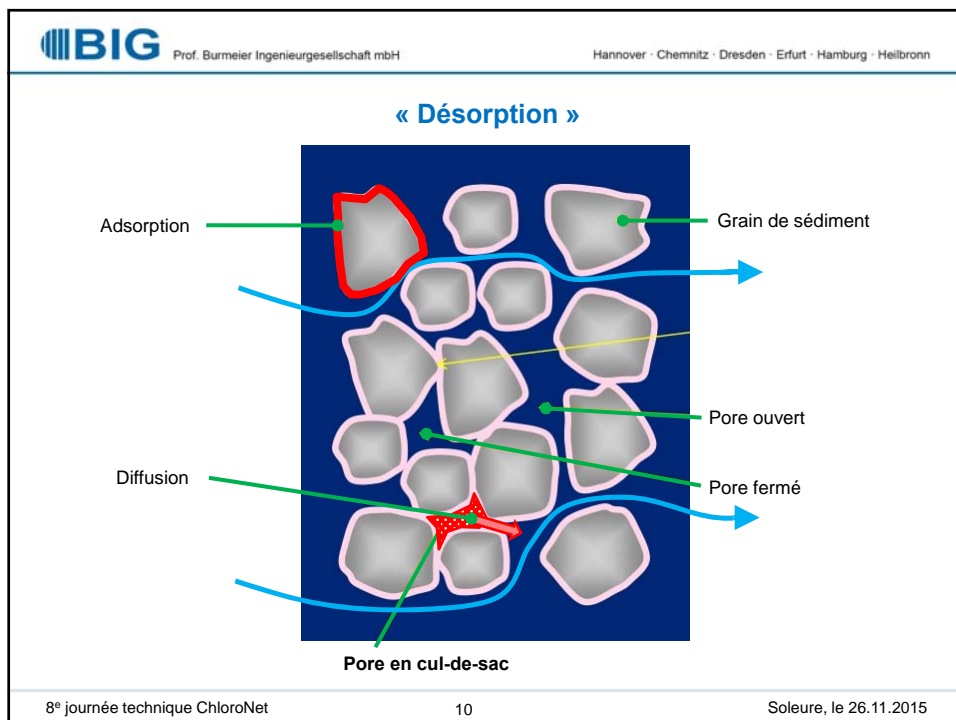 BIG Prof. Burmeier Ingenieurgesellschaft mbH Hannover · Chemnitz · Dresden · Erfurt · Hamburg · Heilbronn
« Désorption »
Adsorption
Grain de sédiment
Pore ouvert
Diffusion
Pore fermé
Pore en cul-de-sac
8e journée technique ChloroNet 10 Soleure, le 26.11.2015